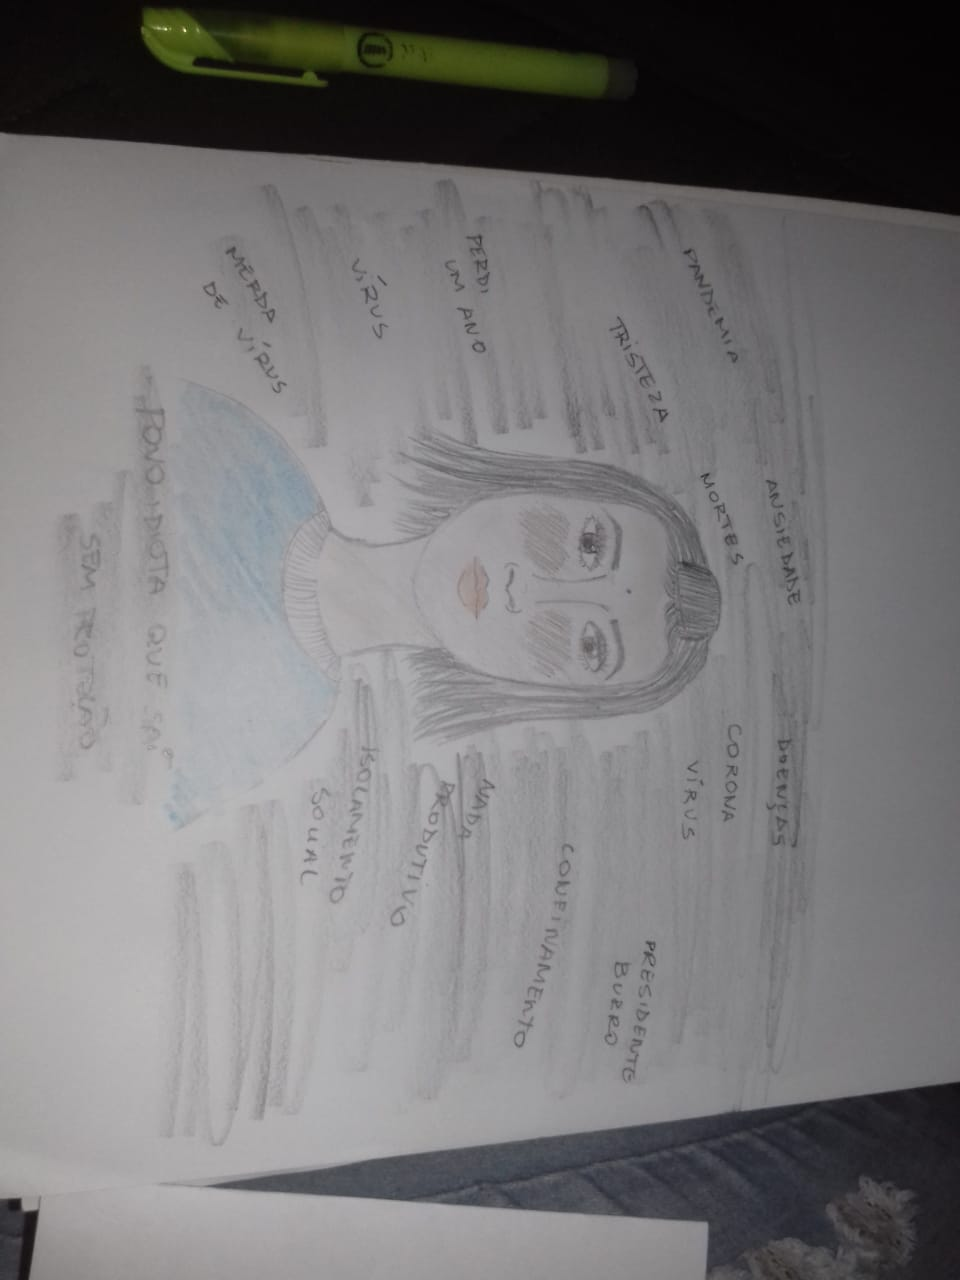 ANSIEDADE
DOENÇAS
PANDEMIA
MORTES
CORONA
VÍRUS
TRISTEZA
PRESIDENTE
BURRO
PERDI
UM ANO
CONFINAMENTO
VÍRUS
NADA
PRODUTIVO
MERDA
DE VÍRUS
ISOLAMENTO
SOCIAL
POVO IDIOTA QUE SAÍ
SEM PROTEÇÃO